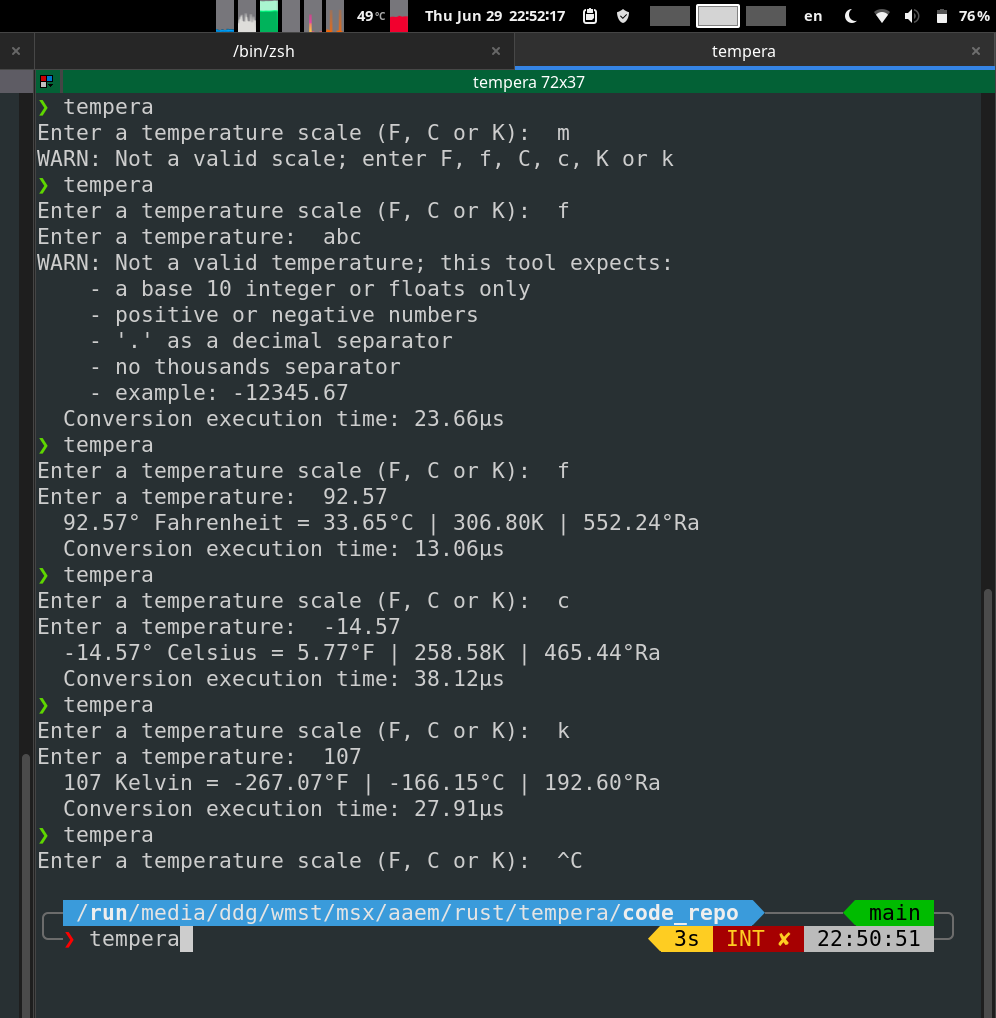 49°C Thu Jun 29 22:52:17 en 76%
× /bin/zsh × tempera ×
tempera 72x37
❯ tempera
Enter a temperature scale (F, C or K):  m
WARN: Not a valid scale; enter F, f, C, c, K or k
❯ tempera
Enter a temperature scale (F, C or K):  f
Enter a temperature:  abc
WARN: Not a valid temperature; this tool expects:
    - a base 10 integer or floats only
    - positive or negative numbers
    - '.' as a decimal separator
    - no thousands separator
    - example: -12345.67
  Conversion execution time: 23.66µs
❯ tempera
Enter a temperature scale (F, C or K):  f
Enter a temperature:  92.57
  92.57° Fahrenheit = 33.65°C | 306.80K | 552.24°Ra
  Conversion execution time: 13.06µs
❯ tempera
Enter a temperature scale (F, C or K):  c
Enter a temperature:  -14.57
  -14.57° Celsius = 5.77°F | 258.58K | 465.44°Ra
  Conversion execution time: 38.12µs
❯ tempera
Enter a temperature scale (F, C or K):  k
Enter a temperature:  107
  107 Kelvin = -267.07°F | -166.15°C | 192.60°Ra
  Conversion execution time: 27.91µs
❯ tempera
Enter a temperature scale (F, C or K):  ^C
/run/media/ddg/wmst/msx/aaem/rust/tempera/code_repo main
❯ tempera 3s INT ✘ 22:50:51